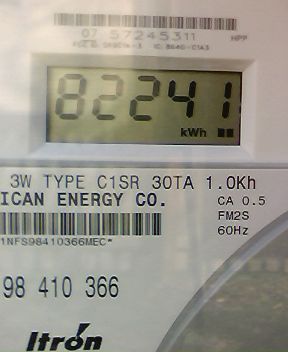 07 57245311
HPP
82241
kWh
3W TYPE C1SR 30TA 1.0Kh
ICAN ENERGY CO.
CA 0.5
FM2S
60Hz
1NFS98410366MEC*
98 410 366
Itron